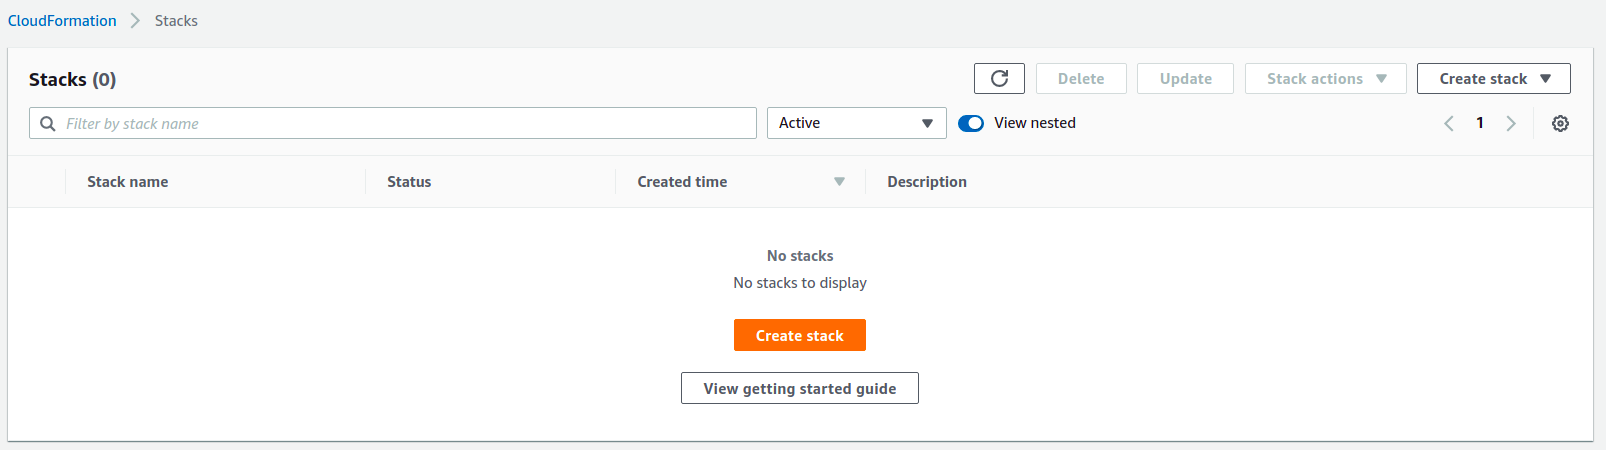 CloudFormation > Stacks
Stacks (0) Delete Update Stack actions Create stack
Filter by stack name Active View nested 1
Stack name Status Created time Description
No stacks
No stacks to display
Create stack
View getting started guide